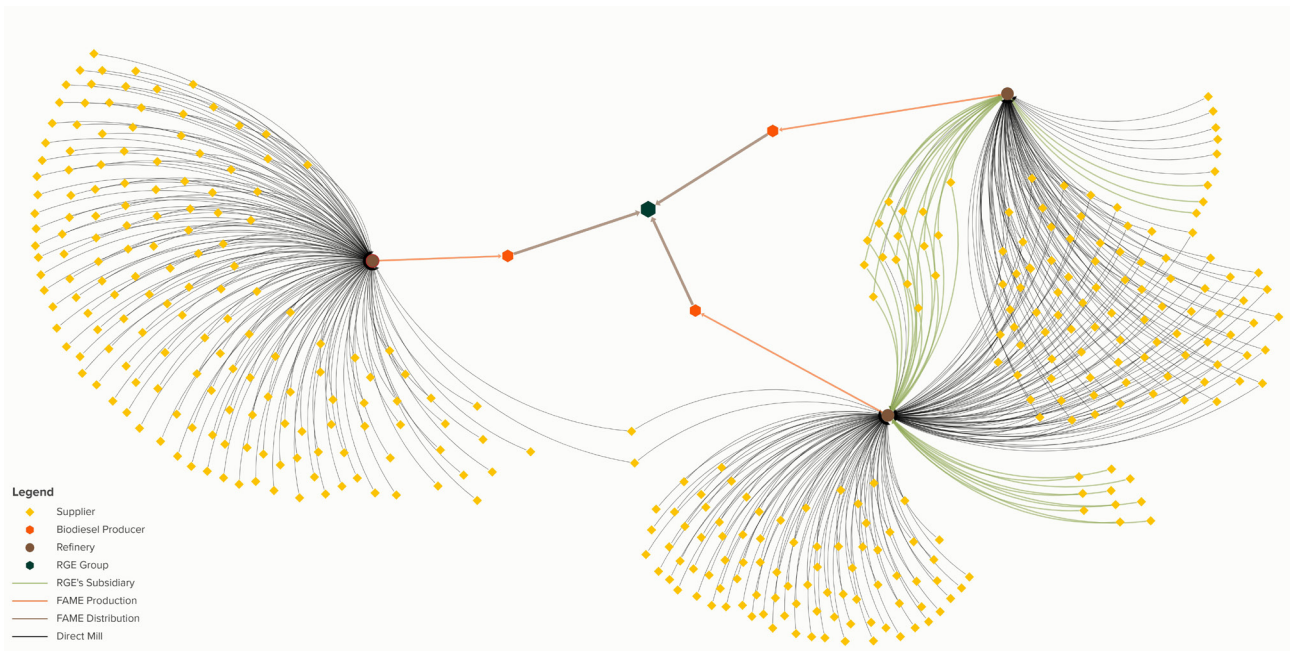 Legend
Supplier
Biodiesel Producer
Refinery
RGE Group
RGE's Subsidiary
FAME Production
FAME Distribution
Direct Mill